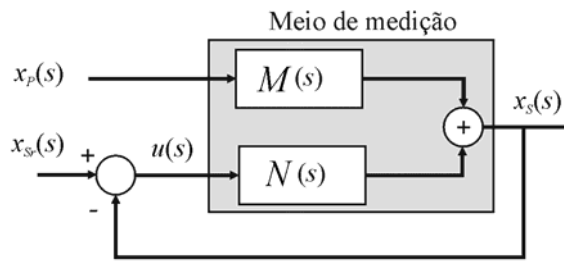 Meio de medição
x_P(s)
M(s)
x_S(s)
+
x_Sr(s)
+
u(s)
N(s)
-